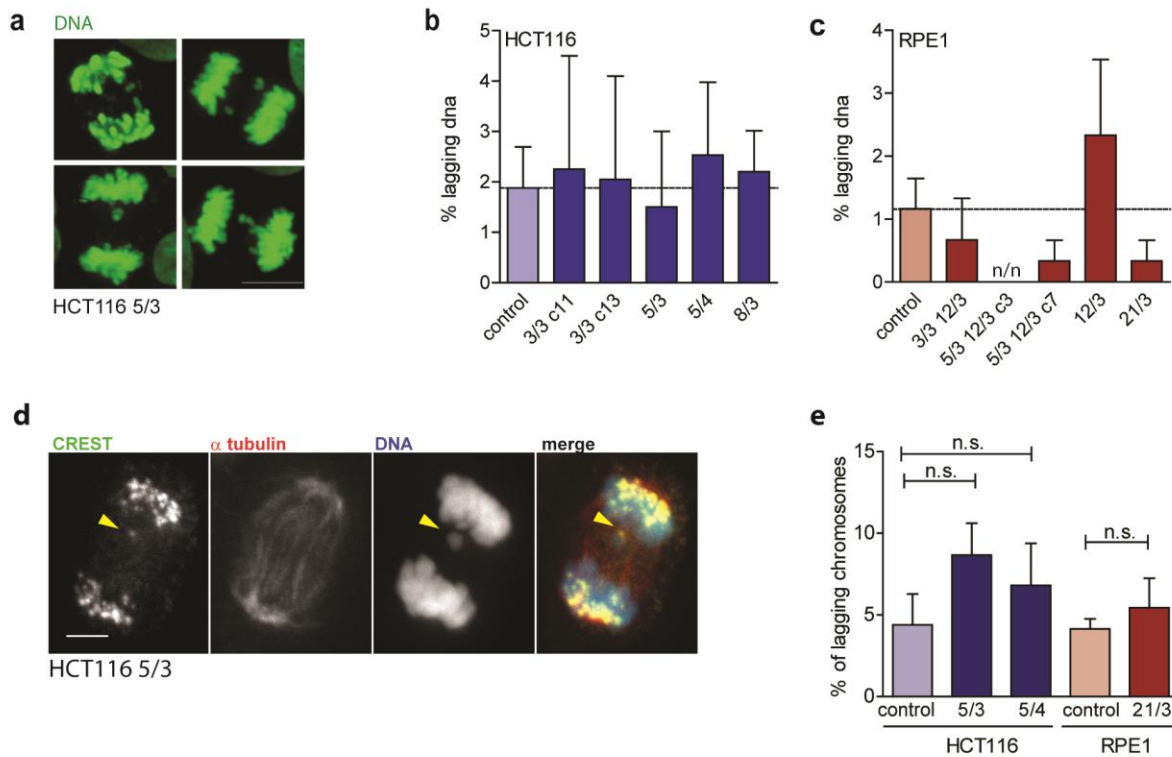 a
DNA
HCT116 5/3
b
HCT116
% lagging dna
5
4
3
2
1
0
control
3/3 c11
3/3 c13
5/3
5/4
8/3
c
RPE1
% lagging dna
4
3
2
1
0
n/n
control
3/3 12/3
5/3 12/3 c3
5/3 12/3 c7
12/3
21/3
d
CREST
α tubulin
DNA
merge
HCT116 5/3
e
% of lagging chromosomes
15
10
5
0
n.s.
n.s.
n.s.
control
5/3
5/4
control
21/3
HCT116
RPE1